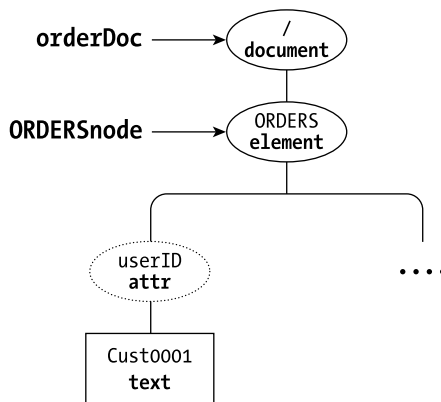 orderDoc
/
document
ORDERSnode
ORDERS
element
userID
attr
....
Cust0001
text